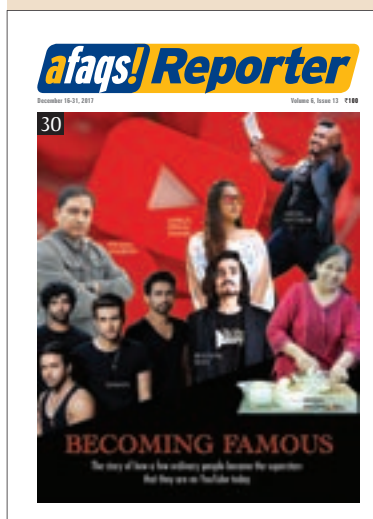 afaqs! Reporter
December 16-31, 2017 Volume 6, Issue 13 ₹100
30
BECOMING FAMOUS
The story of how a few ordinary people became the superstars
that they are on YouTube today